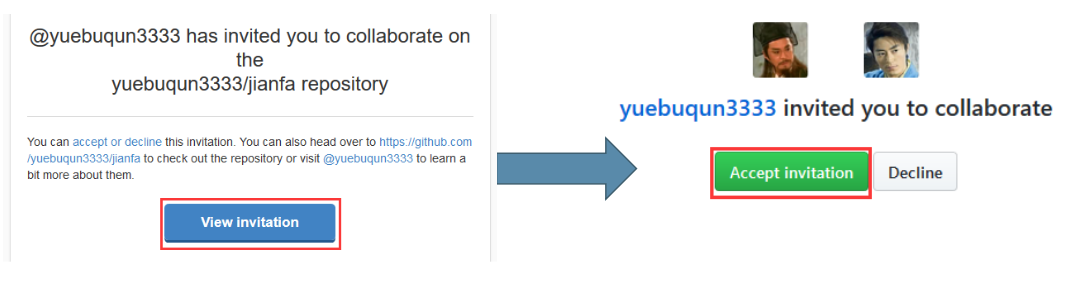 @yuebuqun3333 has invited you to collaborate on
the
yuebuqun3333/jianfa repository
You can accept or decline this invitation. You can also head over to https://github.com
/yuebuqun3333/jianfa to check out the repository or visit @yuebuqun3333 to learn a
bit more about them.
View invitation
yuebuqun3333 invited you to collaborate
Accept invitation
Decline